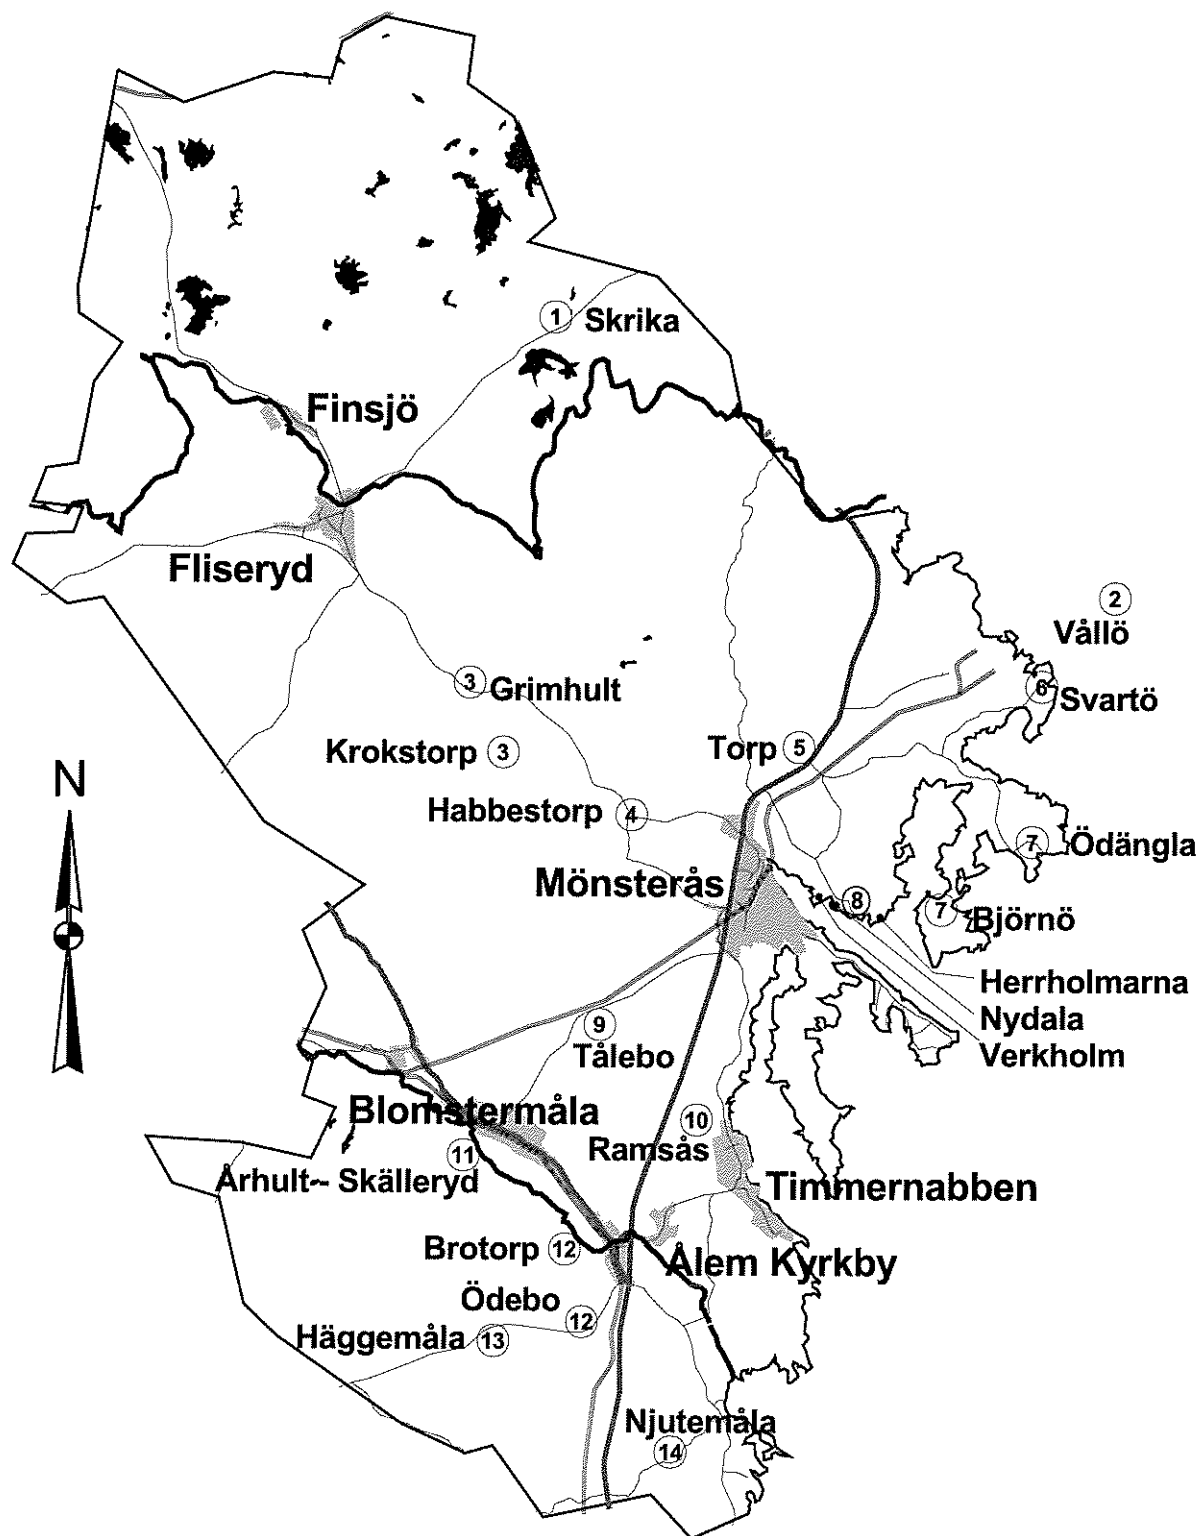 1 Skrika
Finsjö
Fliseryd
2
Vållö
3 Grimhult
6
Svartö
Krokstorp 3
Torp 5
N
Habbestorp 4
7 Ödängla
Mönsterås
8
7 Björnö
Herrholmarna
Nydala
Verkholm
9
Tålebo
Blomstermåla
10
Ramsås
11
Århult~ Skälleryd
Timmernabben
Brotorp 12
Ålem Kyrkby
Ödebo
12
Häggemåla 13
Njutemåla
14